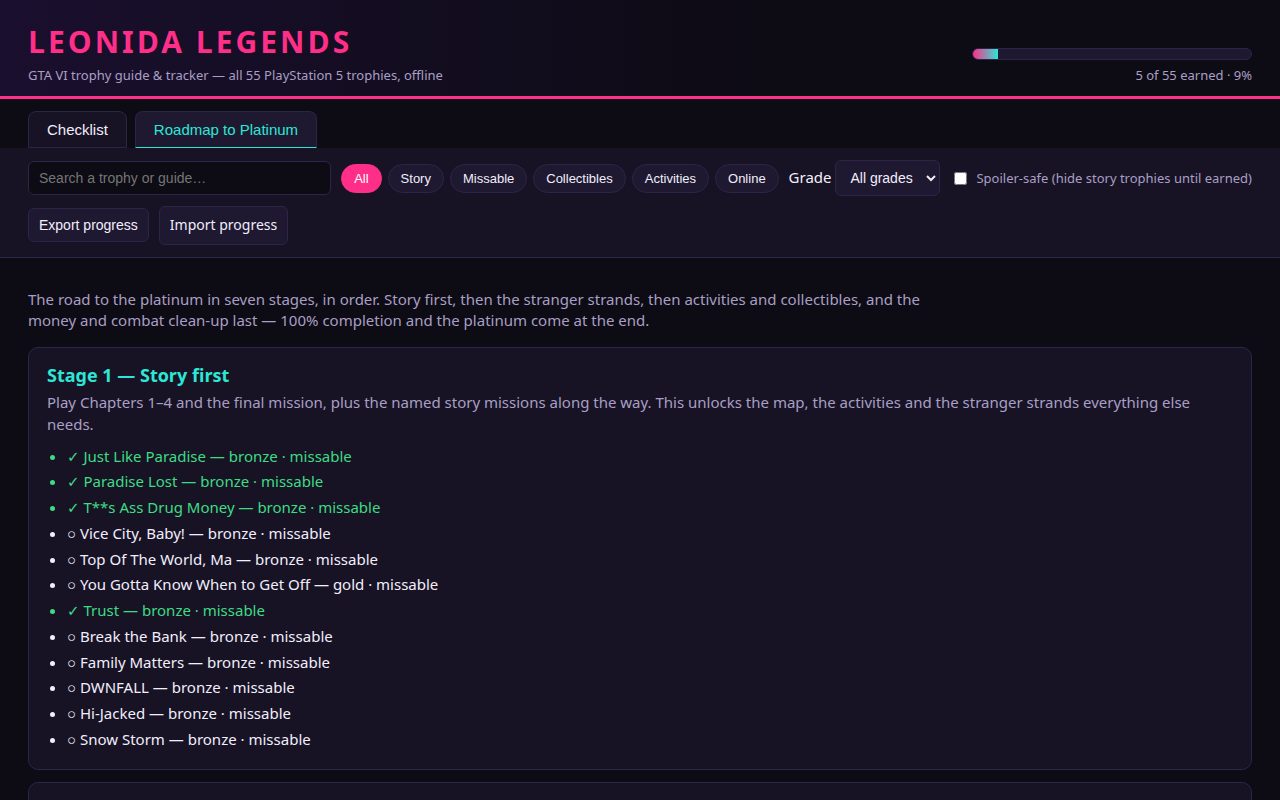 LEONIDA LEGENDS
GTA VI trophy guide & tracker — all 55 PlayStation 5 trophies, offline
5 of 55 earned · 9%
Checklist
Roadmap to Platinum
Search a trophy or guide…
All
Story
Missable
Collectibles
Activities
Online
Grade
All grades
Spoiler-safe (hide story trophies until earned)
Export progress
Import progress
The road to the platinum in seven stages, in order. Story first, then the stranger strands, then activities and collectibles, and the
money and combat clean-up last — 100% completion and the platinum come at the end.
Stage 1 — Story first
Play Chapters 1–4 and the final mission, plus the named story missions along the way. This unlocks the map, the activities and the stranger strands everything else
needs.
• ✓ Just Like Paradise — bronze · missable
• ✓ Paradise Lost — bronze · missable
• ✓ T**s Ass Drug Money — bronze · missable
• ○ Vice City, Baby! — bronze · missable
• ○ Top Of The World, Ma — bronze · missable
• ○ You Gotta Know When to Get Off — gold · missable
• ✓ Trust — bronze · missable
• ○ Break the Bank — bronze · missable
• ○ Family Matters — bronze · missable
• ○ DWNFALL — bronze · missable
• ○ Hi-Jacked — bronze · missable
• ○ Snow Storm — bronze · missable